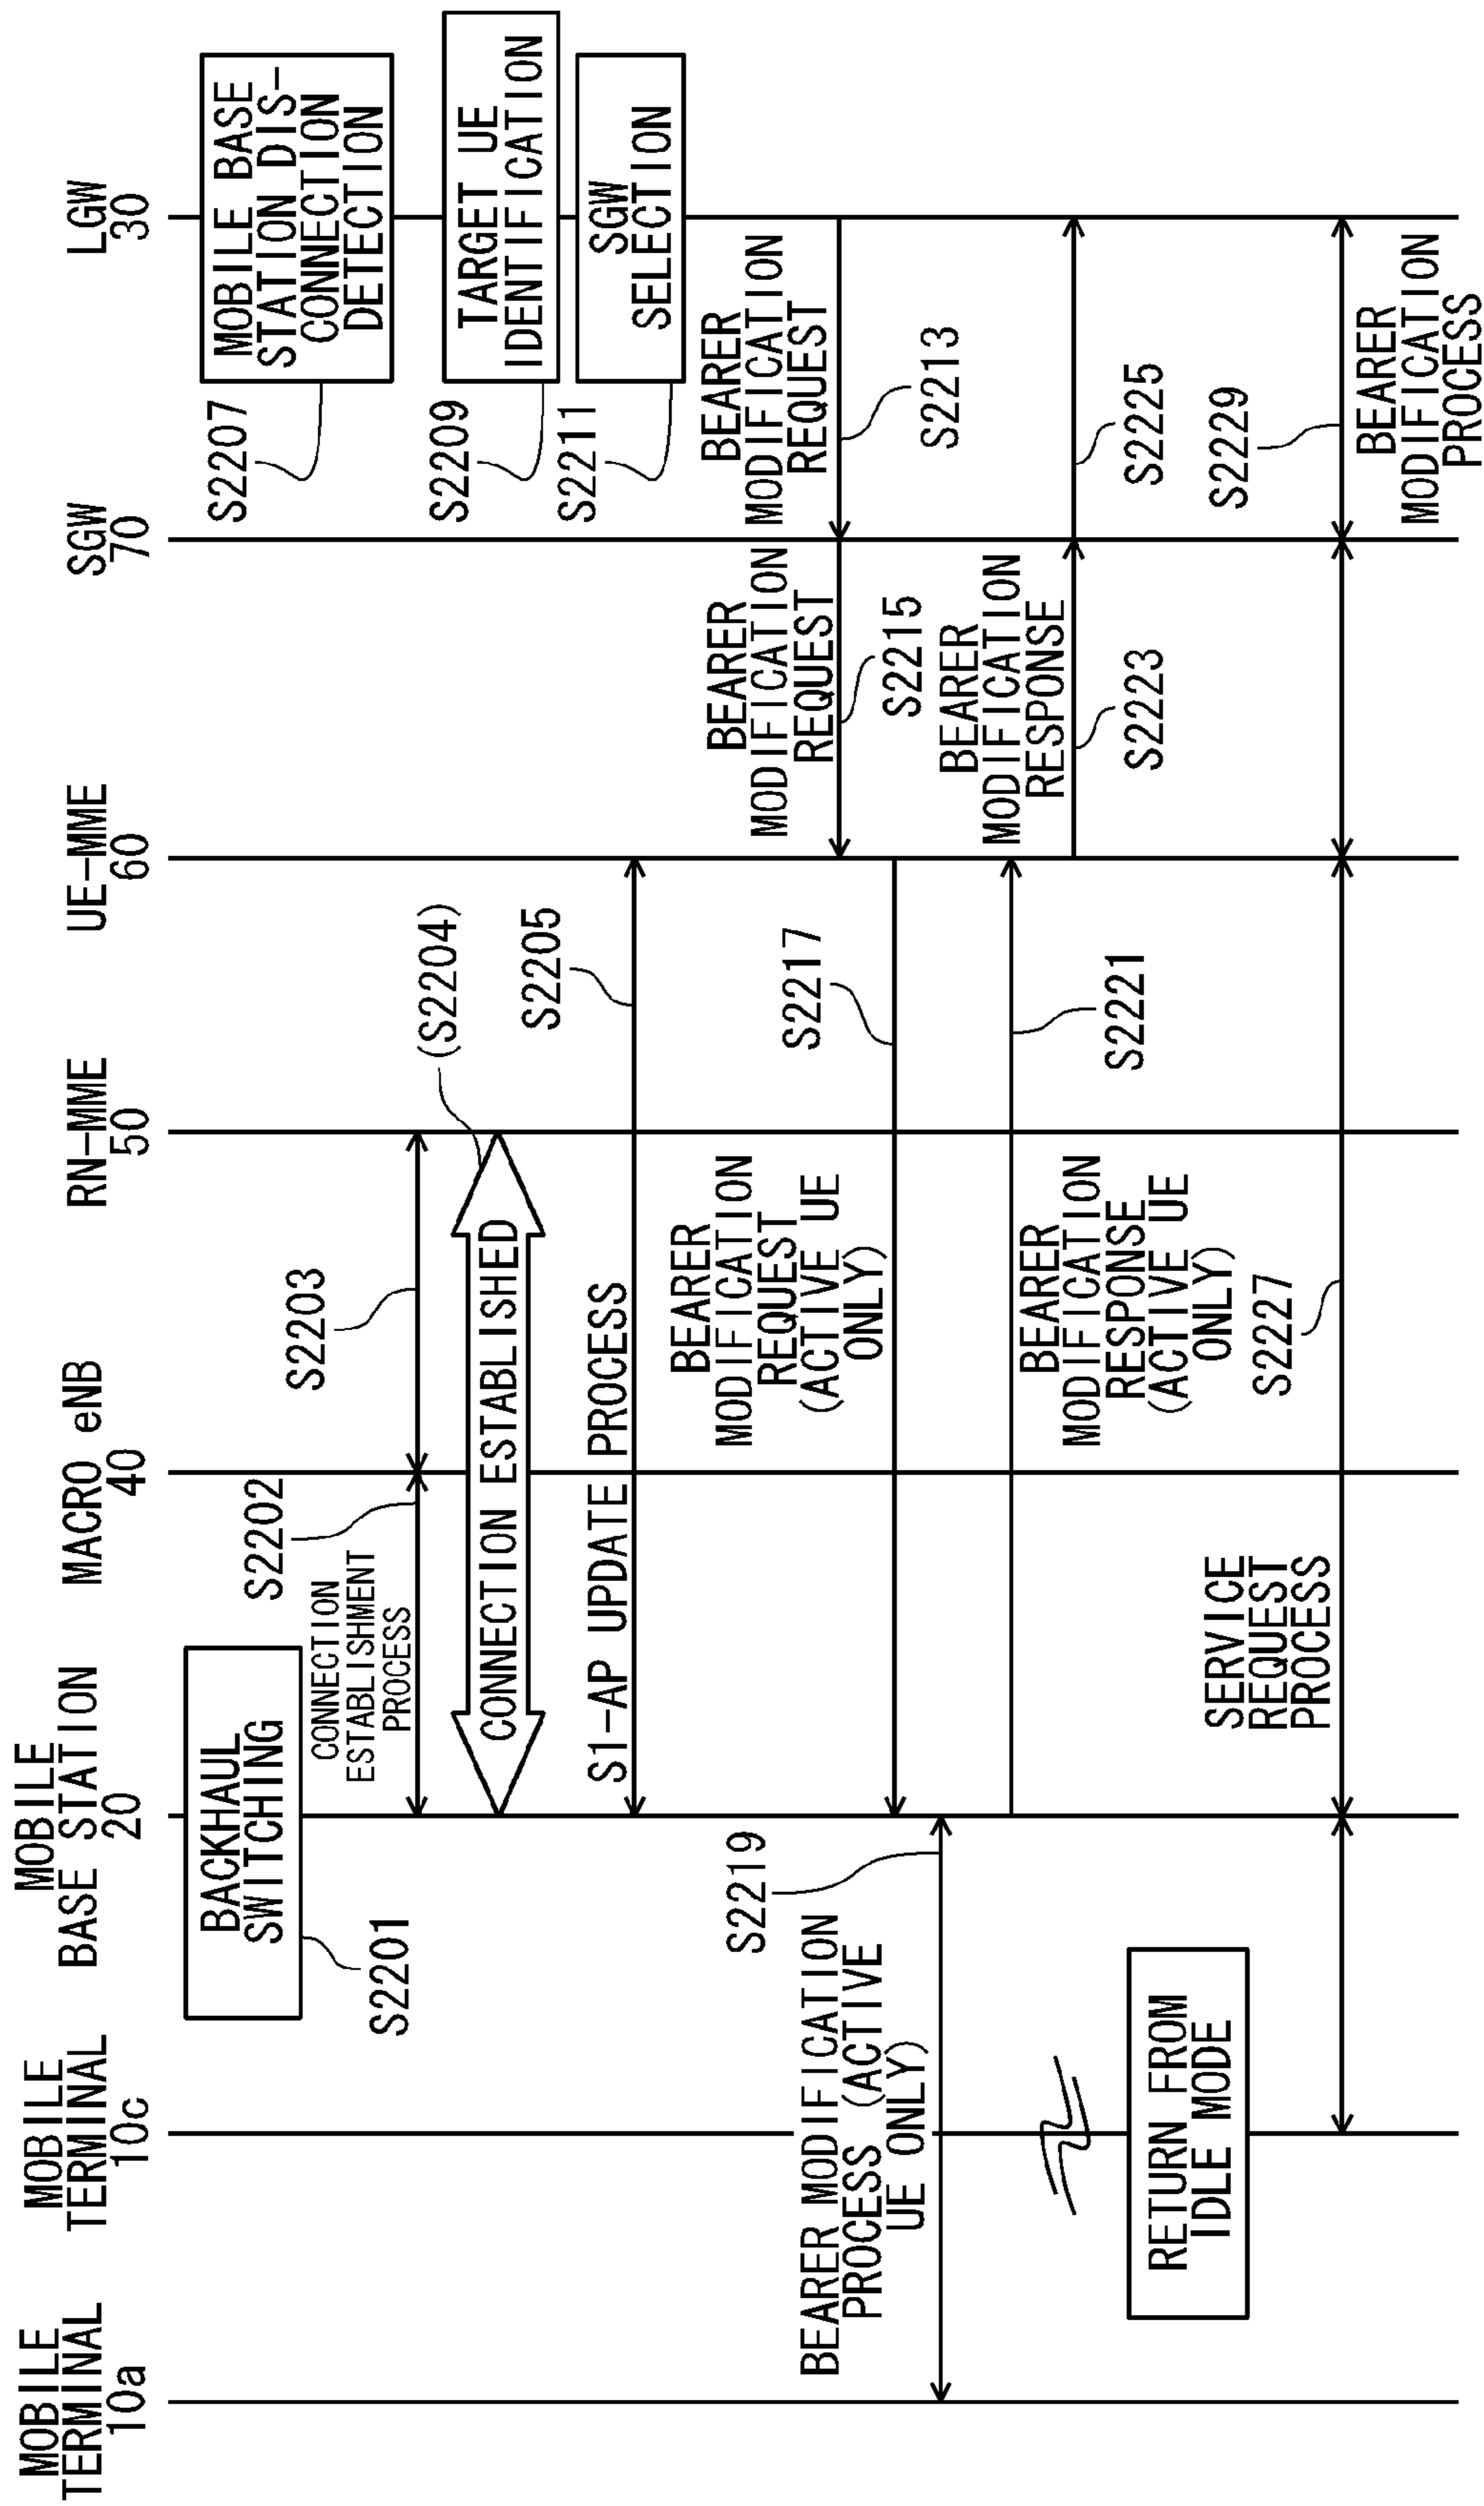 MOBILE
TERMINAL
10a
MOBILE
TERMINAL
10c
MOBILE
BASE STATION
20
MACRO eNB
40
RN-MME
50
UE-MME
60
SGW
70
LGW
30
BACKHAUL
SWITCHING
S2201
S2202
CONNECTION
ESTABLISHMENT
PROCESS
S2203
CONNECTION ESTABLISHED
(S2204)
S1-AP UPDATE PROCESS
S2205
MOBILE BASE
STATION DIS-
CONNECTION
DETECTION
S2207
TARGET UE
IDENTIFICATION
S2209
SGW
SELECTION
S2211
BEARER
MODIFICATION
REQUEST
S2213
BEARER
MODIFICATION
REQUEST
S2215
BEARER
MODIFICATION
REQUEST
(ACTIVE UE
ONLY)
S2217
S2219
BEARER MODIFICATION
PROCESS (ACTIVE
UE ONLY)
BEARER
MODIFICATION
RESPONSE
(ACTIVE UE
ONLY)
S2221
BEARER
MODIFICATION
RESPONSE
S2223
S2225
RETURN FROM
IDLE MODE
SERVICE
REQUEST
PROCESS
S2227
S2229
BEARER
MODIFICATION
PROCESS